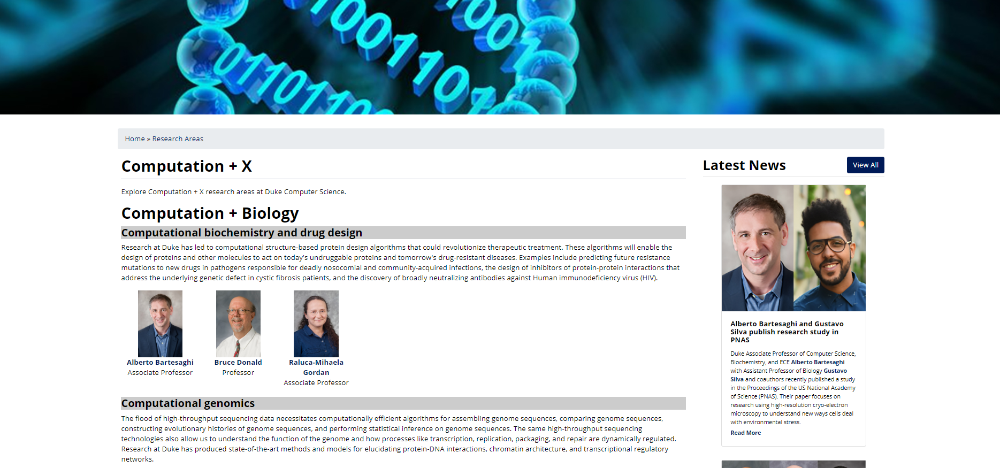 1001
1001101
011011011
Home » Research Areas
Computation + X
Explore Computation + X research areas at Duke Computer Science.
Computation + Biology
Computational biochemistry and drug design
Research at Duke has led to computational structure-based protein design algorithms that could revolutionize therapeutic treatment. These algorithms will enable the
design of proteins and other molecules to act on today's undruggable proteins and tomorrow's drug-resistant diseases. Examples include predicting future resistance
mutations to new drugs in pathogens responsible for deadly nosocomial and community-acquired infections, the design of inhibitors of protein-protein interactions that
address the underlying genetic defect in cystic fibrosis patients, and the discovery of broadly neutralizing antibodies against Human immunodeficiency virus (HIV).
Alberto Bartesaghi
Associate Professor
Bruce Donald
Professor
Raluca-Mihaela
Gordan
Associate Professor
Computational genomics
The flood of high-throughput sequencing data necessitates computationally efficient algorithms for assembling genome sequences, comparing genome sequences,
constructing evolutionary histories of genome sequences, and performing statistical inference on genome sequences. The same high-throughput sequencing
technologies also allow us to understand the function of the genome and how processes like transcription, replication, packaging, and repair are dynamically regulated.
Research at Duke has produced state-of-the-art methods and models for elucidating protein-DNA interactions, chromatin architecture, and transcriptional regulatory
networks.
Latest News
View All
Alberto Bartesaghi and Gustavo
Silva publish research study in
PNAS
Duke Associate Professor of Computer Science,
Biochemistry, and ECE Alberto Bartesaghi
with Assistant Professor of Biology Gustavo
Silva and coauthors recently published a study
in the Proceedings of the US National Academy
of Science (PNAS). Their paper focuses on
research using high-resolution cryo-electron
microscopy to understand new ways cells deal
with environmental stress.
Read More